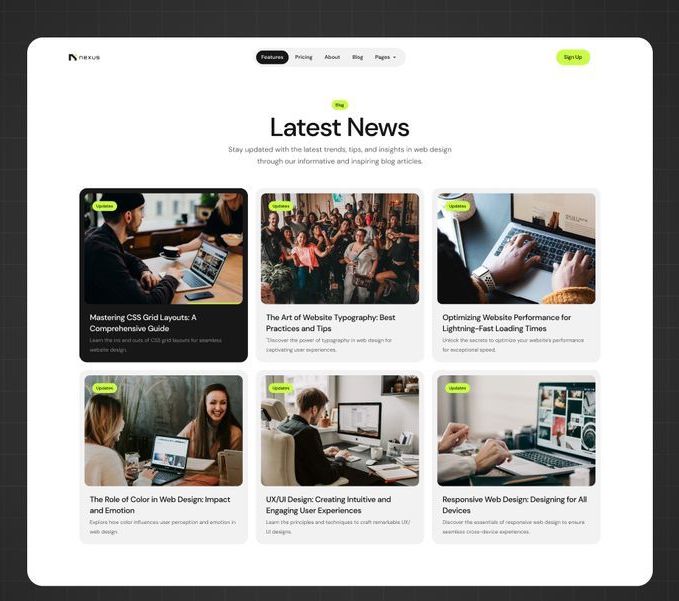 nexus
Features Pricing About Blog Pages
Sign Up
Blog
Latest News
Stay updated with the latest trends, tips, and insights in web design
through our informative and inspiring blog articles.
Updates
Mastering CSS Grid Layouts: A
Comprehensive Guide
Learn the ins and outs of CSS grid layouts for seamless
website design.
Updates
The Art of Website Typography: Best
Practices and Tips
"Discover the power of typography in web design for
captivating user experiences.
Updates
Optimizing Website Performance for
Lightning-Fast Loading Times
Unlock the secrets to optimize your website's performance
for exceptional speed.
Updates
The Role of Color in Web Design: Impact
and Emotion
Explore how color influences user perception and emotion in
web design.
Updates
UX/UI Design: Creating Intuitive and
Engaging User Experiences
Learn the principles and techniques to craft remarkable UX/
UI designs.
Updates
Responsive Web Design: Designing for All
Devices
Discover the essentials of responsive web design to ensure
seamless cross-device experiences.